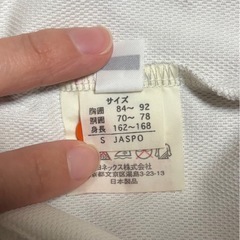 サイズ
胸囲 84〜 92
胴囲 70〜 78
身長 162〜168
S JASPO
ヨネックス株式会社
東京都文京区湯島3-23-13
日本製品